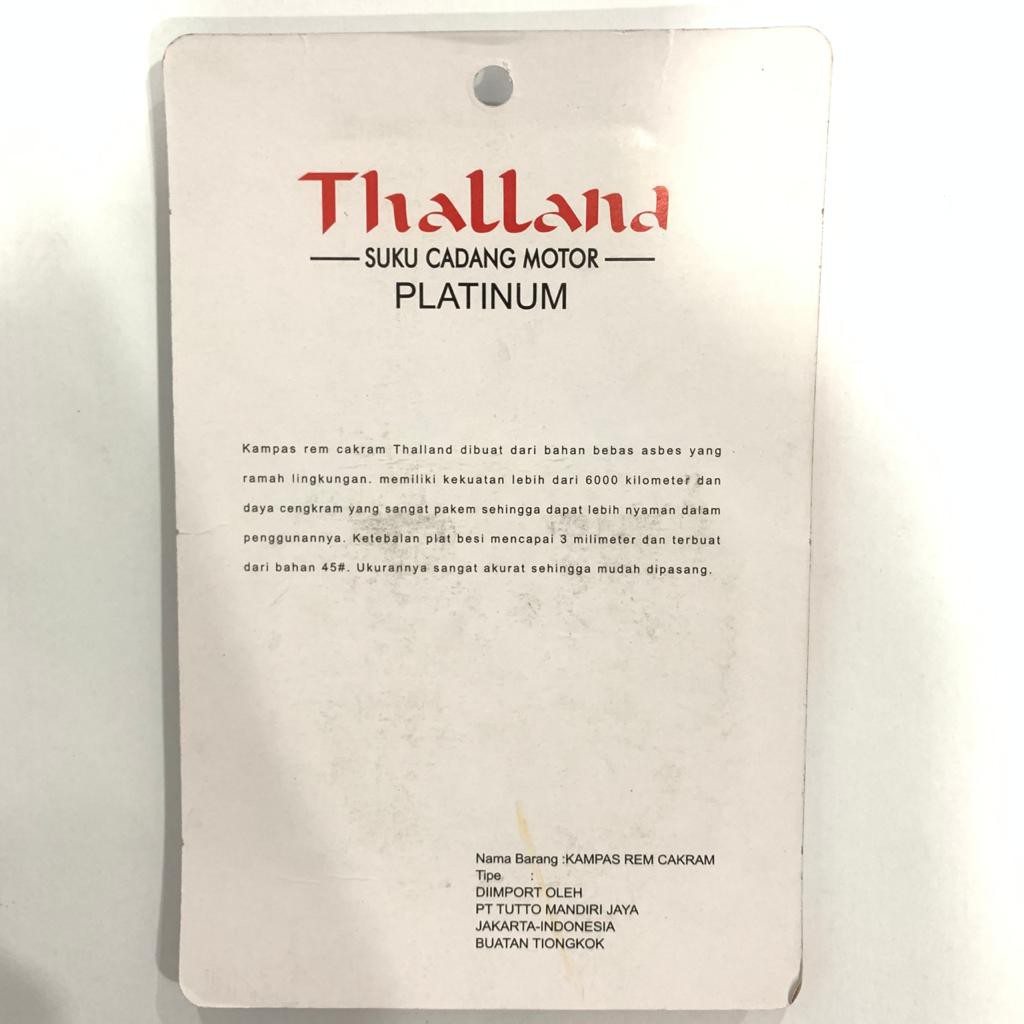 Thalland
SUKU CADANG MOTOR
PLATINUM
Kampas rem cakram Thalland dibuat dari bahan bebas asbes yang
ramah lingkungan. memiliki kekuatan lebih dari 6000 kilometer dan
daya cengkram yang sangat pakem sehingga dapat lebih nyaman dalam
penggunannya. Ketebalan plat besi mencapai 3 milimeter dan terbuat
dari bahan 45#. Ukurannya sangat akurat sehingga mudah dipasang.
Nama Barang :KAMPAS REM CAKRAM
Tipe :
DIIMPORT OLEH
PT TUTTO MANDIRI JAYA
JAKARTA-INDONESIA
BUATAN TIONGKOK